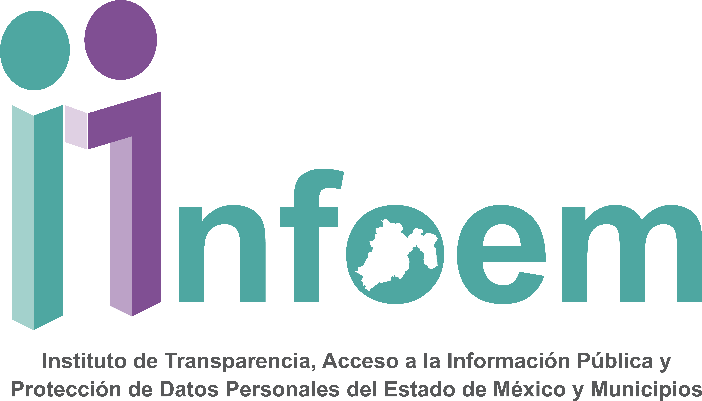 infoem
Instituto de Transparencia, Acceso a la Información Pública y
Protección de Datos Personales del Estado de México y Municipios